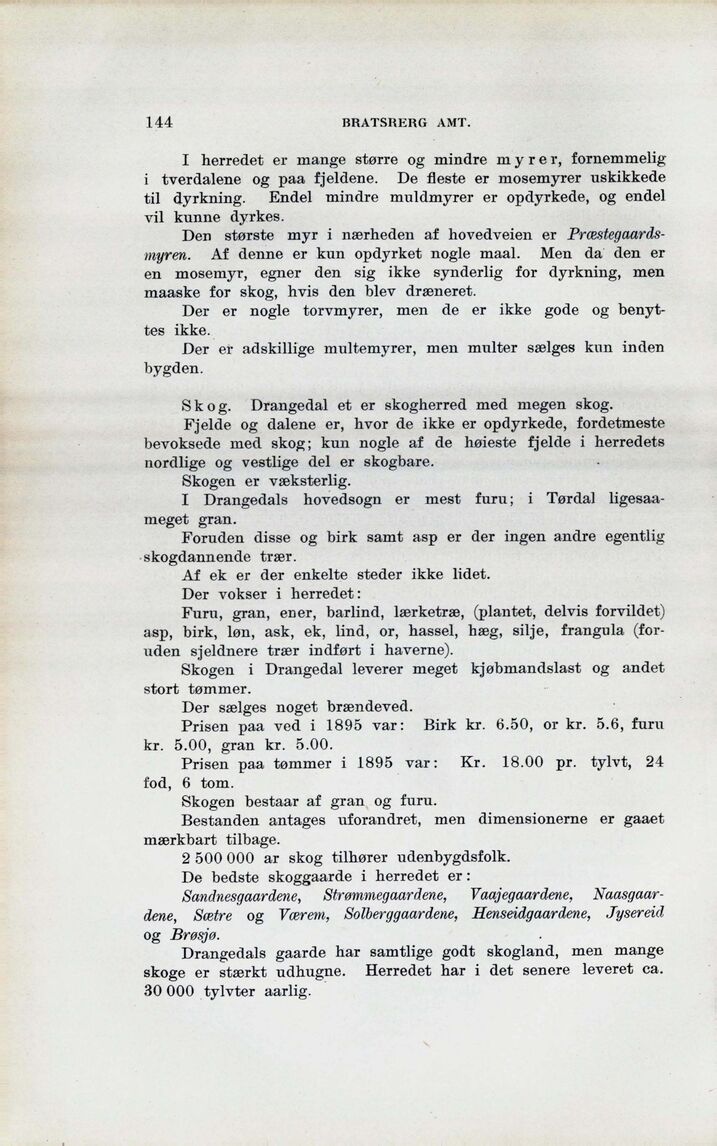 144 BRATSRERG AMT.
I herredet er mange større og mindre myrer, fornemmelig
i tverdalene og paa fjeldene. De fleste er mosemyrer uskikkede
til dyrkning. Endel mindre muldmyrer er opdyrkede, og endel
vil kunne dyrkes.
Den største myr i nærheden af hovedveien er Præstegaards-
myren. Af denne er kun opdyrket nogle maal. Men da den er
en mosemyr, egner den sig ikke synderlig for dyrkning, men
maaske for skog, hvis den blev dræneret.
Der er nogle torvmyrer, men de er ikke gode og benyt-
tes ikke.
Der er adskillige multemyrer, men multer sælges kun inden
bygden.
Skog. Drangedal et er skogherred med megen skog.
Fjelde og dalene er, hvor de ikke er opdyrkede, fordetmeste
bevoksede med skog; kun nogle af de høieste fjelde i herredets
nordlige og vestlige del er skogbare.
Skogen er væksterlig.
I Drangedals hovedsogn er mest furu; i Tørdal ligesaa-
meget gran.
Foruden disse og birk samt asp er der ingen andre egentlig
skogdannende trær.
Af ek er der enkelte steder ikke lidet.
Der vokser i herredet:
Furu, gran, ener, barlind, lærketræ, (plantet, delvis forvildet)
asp, birk, løn, ask, ek, lind, or, hassel, hæg, silje, frangula (for-
uden sjeldnere trær indført i haverne).
Skogen i Drangedal leverer meget kjøbmandslast og andet
stort tømmer.
Der sælges noget brændeved.
Prisen paa ved i 1895 var: Birk kr. 6.50, or kr. 5.6, furu
kr. 5.00, gran kr. 5.00.
Prisen paa tømmer i 1895 var: Kr. 18.00 pr. tylvt, 24
fod, 6 tom.
Skogen bestaar af gran og furu.
Bestanden antages uforandret, men dimensionerne er gaaet
mærkbart tilbage.
2 500 000 ar skog tilhører udenbygdsfolk.
De bedste skoggaarde i herredet er:
Sandnesgaardene, Strømmegaardene, Vaajegaardene, Naasgaar-
dene, Sætre og Værem, Solberggaardene, Henseidgaardene, Jysereid
og Brøsjø.
Drangedals gaarde har samtlige godt skogland, men mange
skoge er stærkt udhugne. Herredet har i det senere leveret ca.
30 000 tylvter aarlig.